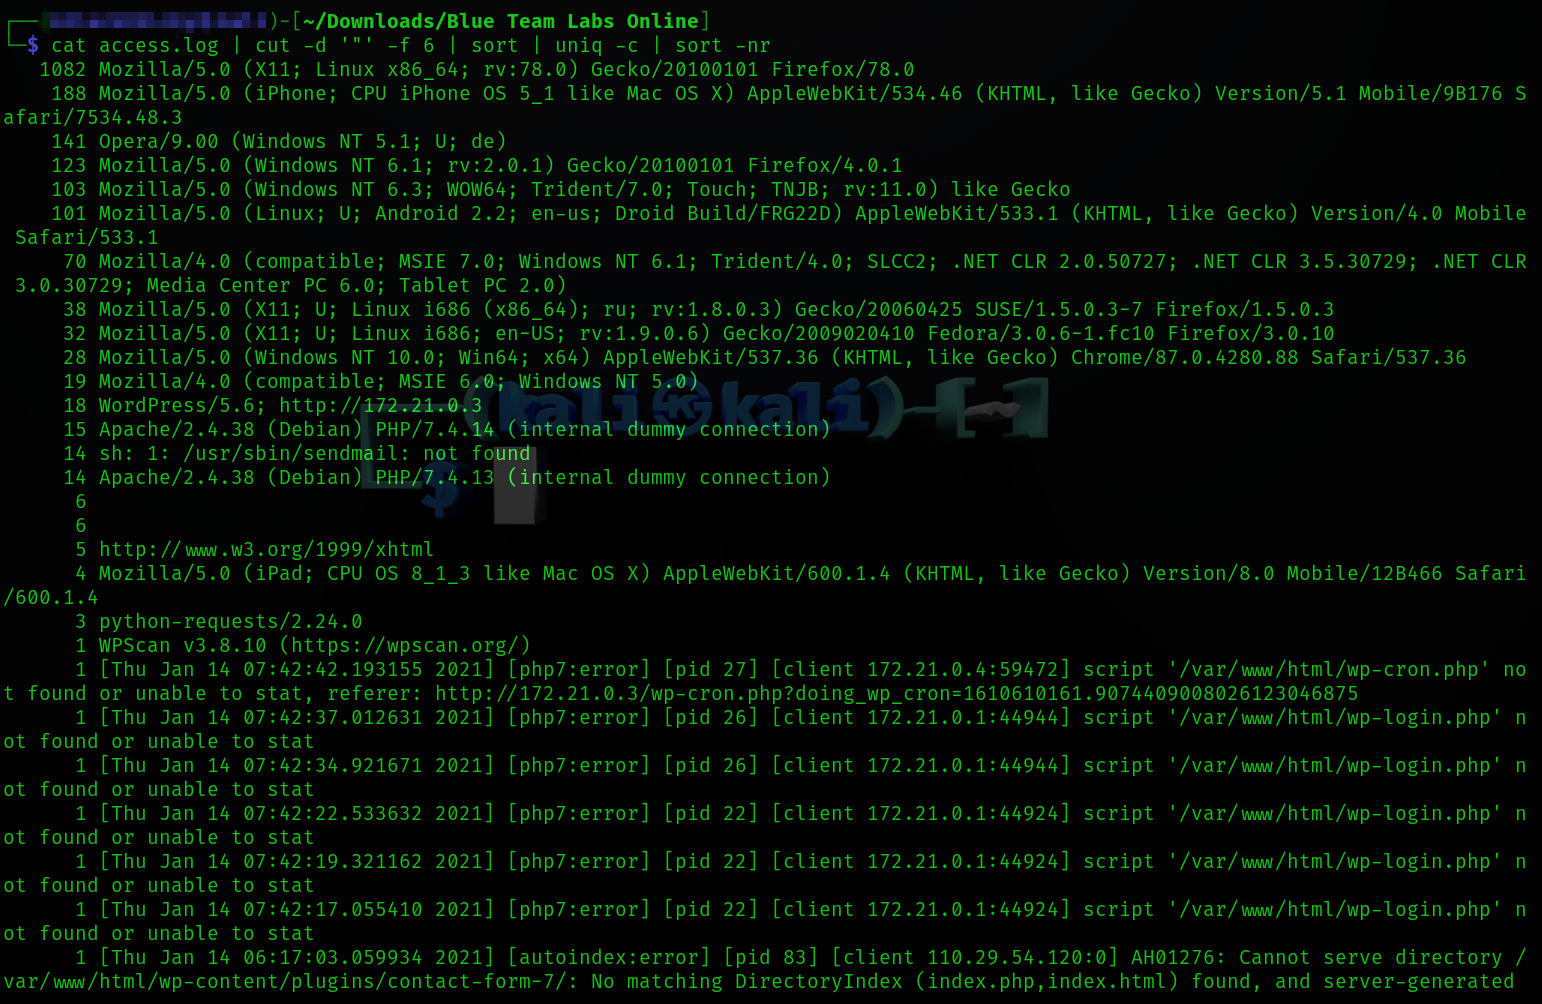 )-[~/Downloads/Blue Team Labs Online]
$ cat access.log | cut -d '"' -f 6 | sort | uniq -c | sort -nr
1082 Mozilla/5.0 (X11; Linux x86_64; rv:78.0) Gecko/20100101 Firefox/78.0
188 Mozilla/5.0 (iPhone; CPU iPhone OS 5_1 like Mac OS X) AppleWebKit/534.46 (KHTML, like Gecko) Version/5.1 Mobile/9B176 S
afari/7534.48.3
141 Opera/9.00 (Windows NT 5.1; U; de)
123 Mozilla/5.0 (Windows NT 6.1; rv:2.0.1) Gecko/20100101 Firefox/4.0.1
103 Mozilla/5.0 (Windows NT 6.3; WOW64; Trident/7.0; Touch; TNJB; rv:11.0) like Gecko
101 Mozilla/5.0 (Linux; U; Android 2.2; en-us; Droid Build/FRG22D) AppleWebKit/533.1 (KHTML, like Gecko) Version/4.0 Mobile
Safari/533.1
70 Mozilla/4.0 (compatible; MSIE 7.0; Windows NT 6.1; Trident/4.0; SLCC2; .NET CLR 2.0.50727; .NET CLR 3.5.30729; .NET CLR
3.0.30729; Media Center PC 6.0; Tablet PC 2.0)
38 Mozilla/5.0 (X11; U; Linux i686 (x86_64); ru; rv:1.8.0.3) Gecko/20060425 SUSE/1.5.0.3-7 Firefox/1.5.0.3
32 Mozilla/5.0 (X11; U; Linux i686; en-US; rv:1.9.0.6) Gecko/2009020410 Fedora/3.0.6-1.fc10 Firefox/3.0.10
28 Mozilla/5.0 (Windows NT 10.0; Win64; x64) AppleWebKit/537.36 (KHTML, like Gecko) Chrome/87.0.4280.88 Safari/537.36
19 Mozilla/4.0 (compatible; MSIE 6.0; Windows NT 5.0)
18 WordPress/5.6; http://172.21.0.3
15 Apache/2.4.38 (Debian) PHP/7.4.14 (internal dummy connection)
14 sh: 1: /usr/sbin/sendmail: not found
14 Apache/2.4.38 (Debian) PHP/7.4.13 (internal dummy connection)
6
6
5 http://www.w3.org/1999/xhtml
4 Mozilla/5.0 (iPad; CPU OS 8_1_3 like Mac OS X) AppleWebKit/600.1.4 (KHTML, like Gecko) Version/8.0 Mobile/12B466 Safari
/600.1.4
3 python-requests/2.24.0
1 WPScan v3.8.10 (https://wpscan.org/)
1 [Thu Jan 14 07:42:42.193155 2021] [php7:error] [pid 27] [client 172.21.0.4:59472] script '/var/www/html/wp-cron.php' no
t found or unable to stat, referer: http://172.21.0.3/wp-cron.php?doing_wp_cron=1610610161.9074409008026123046875
1 [Thu Jan 14 07:42:37.012631 2021] [php7:error] [pid 26] [client 172.21.0.1:44944] script '/var/www/html/wp-login.php' n
ot found or unable to stat
1 [Thu Jan 14 07:42:34.921671 2021] [php7:error] [pid 26] [client 172.21.0.1:44944] script '/var/www/html/wp-login.php' n
ot found or unable to stat
1 [Thu Jan 14 07:42:22.533632 2021] [php7:error] [pid 22] [client 172.21.0.1:44924] script '/var/www/html/wp-login.php' n
ot found or unable to stat
1 [Thu Jan 14 07:42:19.321162 2021] [php7:error] [pid 22] [client 172.21.0.1:44924] script '/var/www/html/wp-login.php' n
ot found or unable to stat
1 [Thu Jan 14 07:42:17.055410 2021] [php7:error] [pid 22] [client 172.21.0.1:44924] script '/var/www/html/wp-login.php' n
ot found or unable to stat
1 [Thu Jan 14 06:17:03.059934 2021] [autoindex:error] [pid 83] [client 110.29.54.120:0] AH01276: Cannot serve directory /
var/www/html/wp-content/plugins/contact-form-7/: No matching DirectoryIndex (index.php,index.html) found, and server-generated
(kali㉿kali)-[~]
$